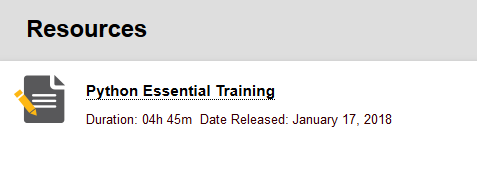 Resources
Python Essential Training
Duration: 04h 45m Date Released: January 17, 2018